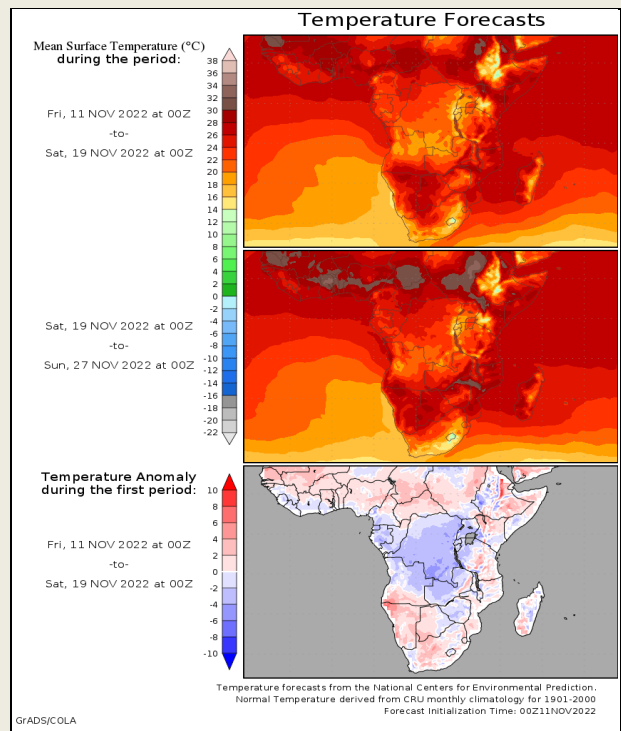 Temperature Forecasts
Mean Surface Temperature (°C)
during the period:
Fri, 11 NOV 2022 at 00Z
-to-
Sat, 19 NOV 2022 at 00Z
38
36
34
32
30
28
26
24
22
20
18
16
14
12
10
8
6
4
2
0
-2
-4
-6
-8
-10
-12
-14
-16
-18
-20
-22
Sat, 19 NOV 2022 at 00Z
-to-
Sun, 27 NOV 2022 at 00Z
Temperature Anomaly
during the first period:
Fri, 11 NOV 2022 at 00Z
-to-
Sat, 19 NOV 2022 at 00Z
10
8
6
4
2
0
-2
-4
-6
-8
-10
Temperature forecasts from the National Centers for Environmental Prediction.
Normal Temperature derived from CRU monthly climatology for 1901-2000
Forecast Initialization Time: 00Z11NOV2022
GrADS/COLA